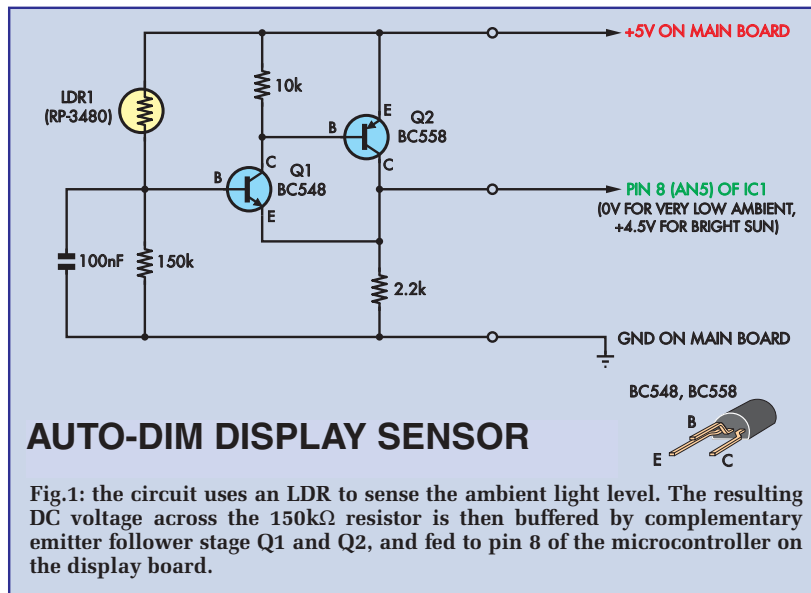 +5V ON MAIN BOARD
LDR1
(RP-3480)
10k
E
Q2
BC558
B
C
C
Q1
BC548
B
E
PIN 8 (AN5) OF IC1
(0V FOR VERY LOW AMBIENT,
+4.5V FOR BRIGHT SUN)
100nF
150k
2.2k
GND ON MAIN BOARD
BC548, BC558
B
E
C
AUTO-DIM DISPLAY SENSOR
Fig.1: the circuit uses an LDR to sense the ambient light level. The resulting
DC voltage across the 150kΩ resistor is then buffered by complementary
emitter follower stage Q1 and Q2, and fed to pin 8 of the microcontroller on
the display board.